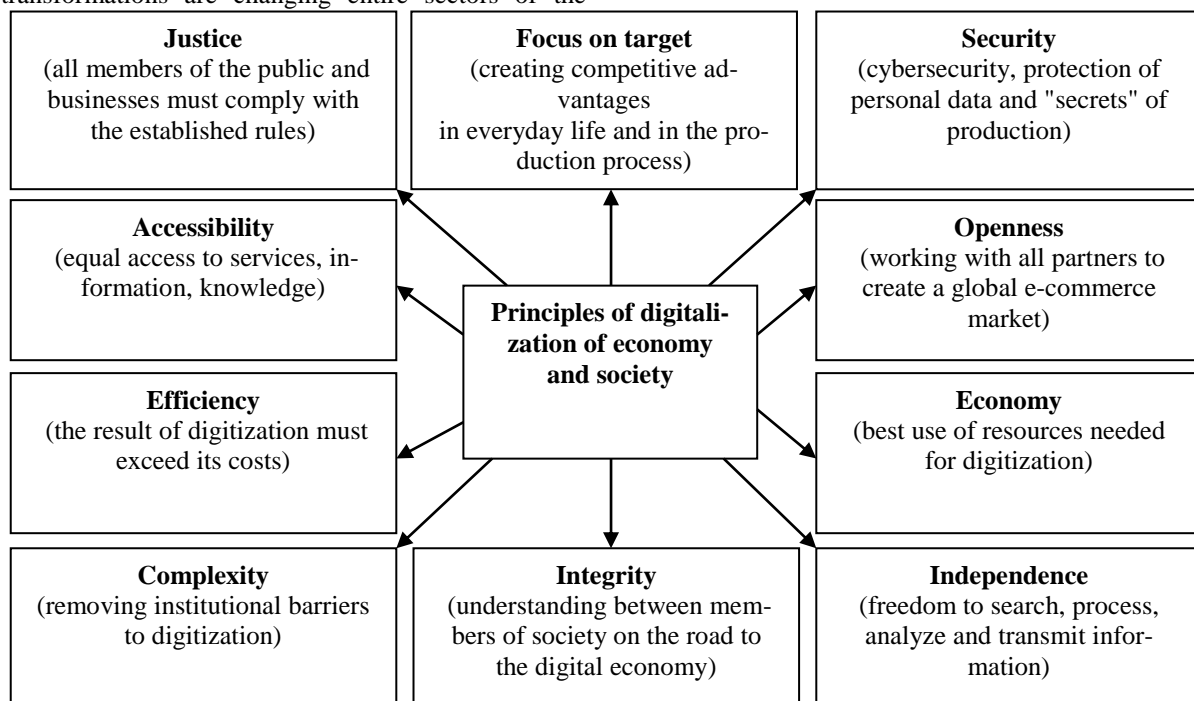 transformations are changing entire sectors of the
Justice
(all members of the public and
businesses must comply with
the established rules)
Focus on target
(creating competitive ad-
vantages
in everyday life and in the pro-
duction process)
Security
(cybersecurity, protection of
personal data and "secrets" of
production)
Accessibility
(equal access to services, in-
formation, knowledge)
Openness
(working with all partners to
create a global e-commerce
market)
Principles of digitali-
zation of economy
and society
Efficiency
(the result of digitization must
exceed its costs)
Economy
(best use of resources needed
for digitization)
Complexity
(removing institutional barriers
to digitization)
Integrity
(understanding between mem-
bers of society on the road to
the digital economy)
Independence
(freedom to search, process,
analyze and transmit infor-
mation)